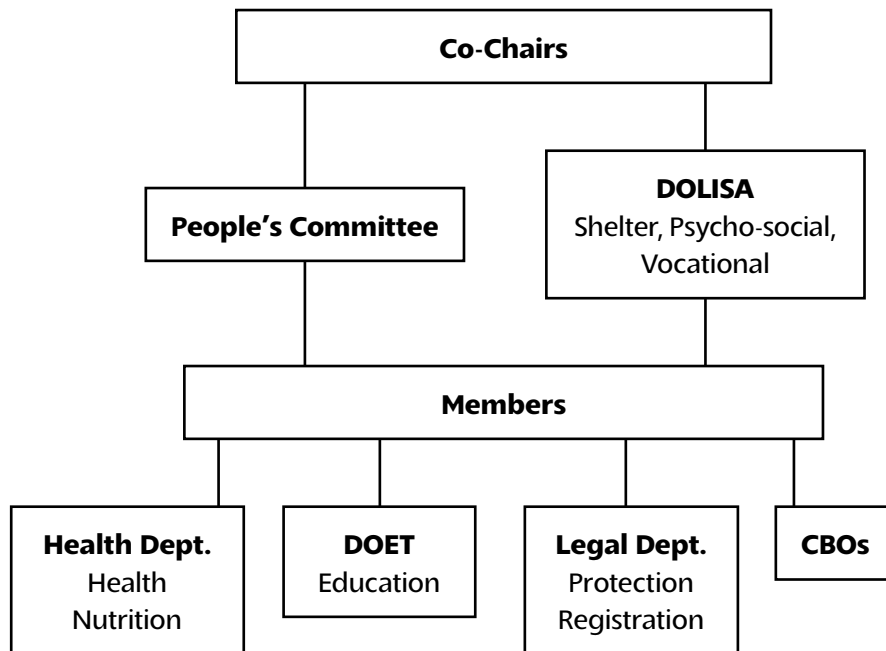 Co-Chairs
People’s Committee
DOLISA
Shelter, Psycho-social,
Vocational
Members
Health Dept.
Health
Nutrition
DOET
Education
Legal Dept.
Protection
Registration
CBOs